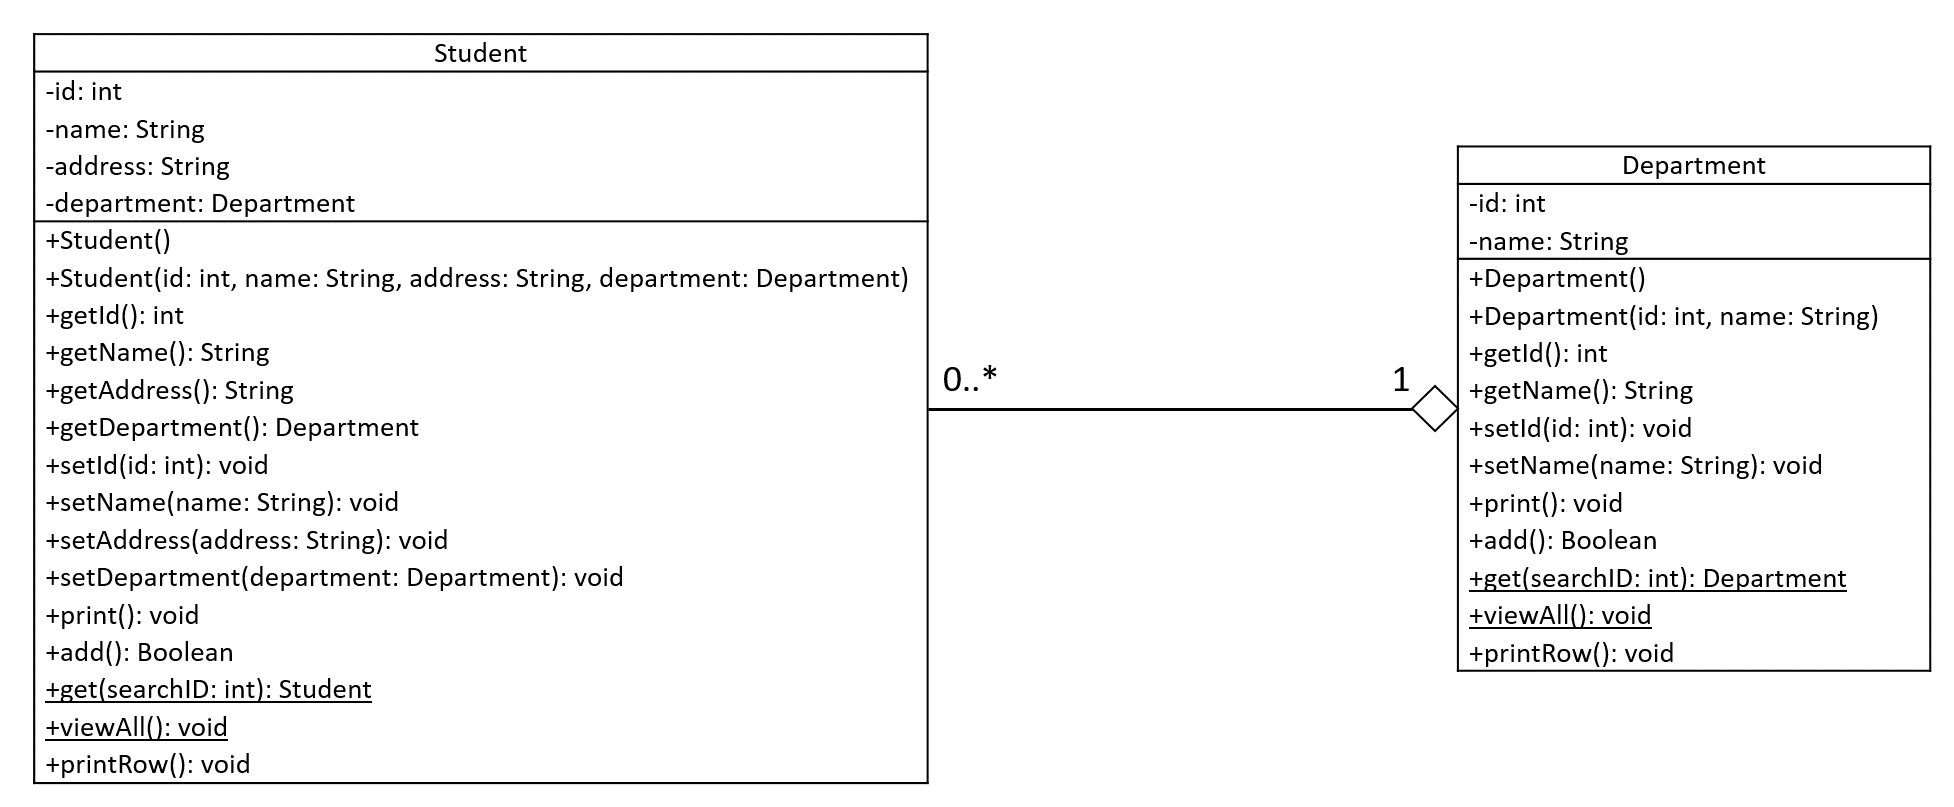 Student
-id: int
-name: String
-address: String
-department: Department
+Student()
+Student(id: int, name: String, address: String, department: Department)
+getId(): int
+getName(): String
+getAddress(): String
+getDepartment(): Department
+setId(id: int): void
+setName(name: String): void
+setAddress(address: String): void
+setDepartment(department: Department): void
+print(): void
+add(): Boolean
+get(searchID: int): Student
+viewAll(): void
+printRow(): void
0..*
1
Department
-id: int
-name: String
+Department()
+Department(id: int, name: String)
+getId(): int
+getName(): String
+setId(id: int): void
+setName(name: String): void
+print(): void
+add(): Boolean
+get(searchID: int): Department
+viewAll(): void
+printRow(): void